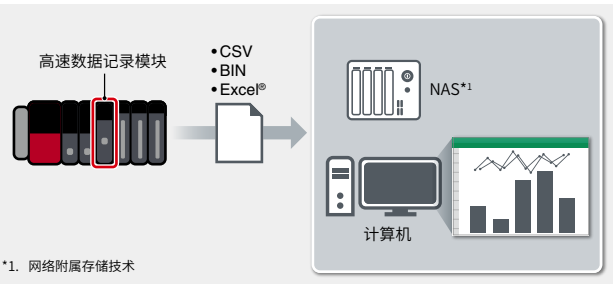 高速数据记录模块
•CSV
•BIN
•Excel®
NAS*1
计算机
*1. 网络附属存储技术